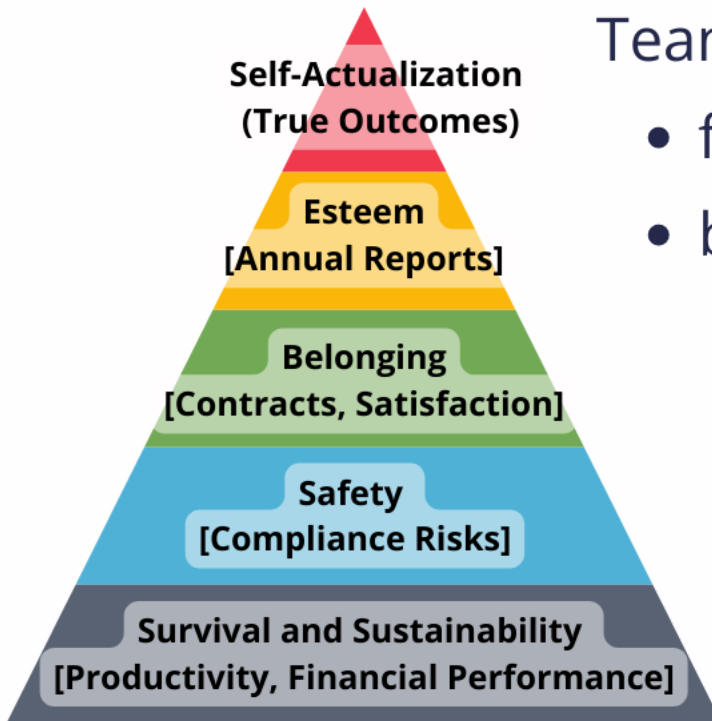 Self-Actualization
(True Outcomes)
Esteem
[Annual Reports]
Belonging
[Contracts, Satisfaction]
Safety
[Compliance Risks]
Survival and Sustainability
[Productivity, Financial Performance]